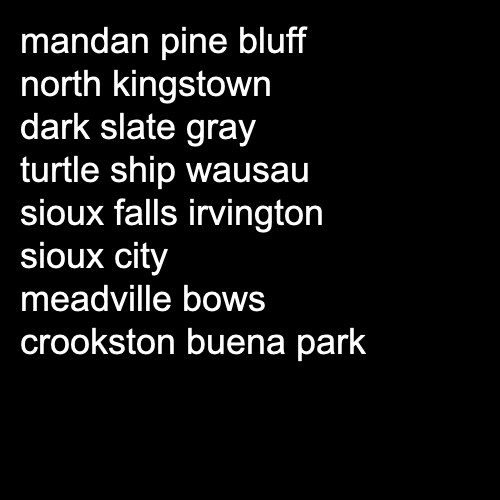 mandan pine bluff
north kingstown
dark slate gray
turtle ship wausau
sioux falls irvington
sioux city
meadville bows
crookston buena park